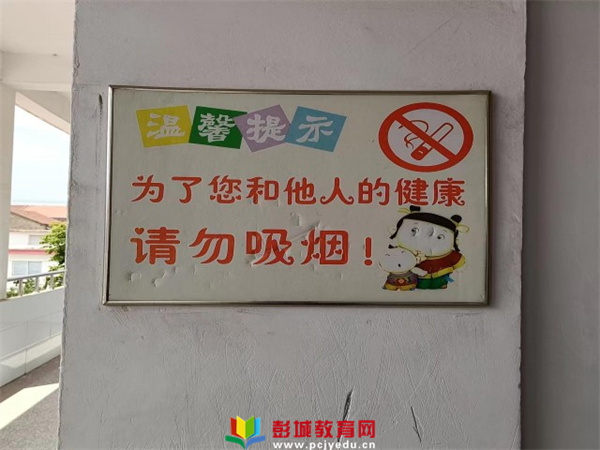 温馨提示
为了您和他人的健康
请勿吸烟！
彭城教育网
www.pcjyedu.cn